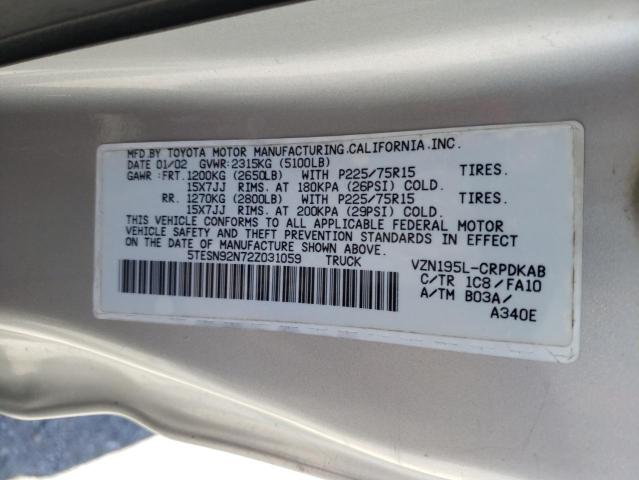 MFD.BY TOYOTA MOTOR MANUFACTURING,CALIFORNIA,INC.
DATE 01/02 GVWR:2315KG (5100LB)
GAWR : FRT. 1200KG (2650LB) WITH P225/75R15 TIRES.
15X7JJ RIMS. AT 180KPA (26PSI) COLD.
RR. 1270KG (2800LB) WITH P225/75R15 TIRES.
15X7JJ RIMS. AT 200KPA (29PSI) COLD.
THIS VEHICLE CONFORMS TO ALL APPLICABLE FEDERAL MOTOR
VEHICLE SAFETY AND THEFT PREVENTION STANDARDS IN EFFECT
ON THE DATE OF MANUFACTURE SHOWN ABOVE.
5TESN92N72Z031059 TRUCK
VZN195L-CRPDKAB
C/TR 1C8/FA10
A/TM B03A/
A340E